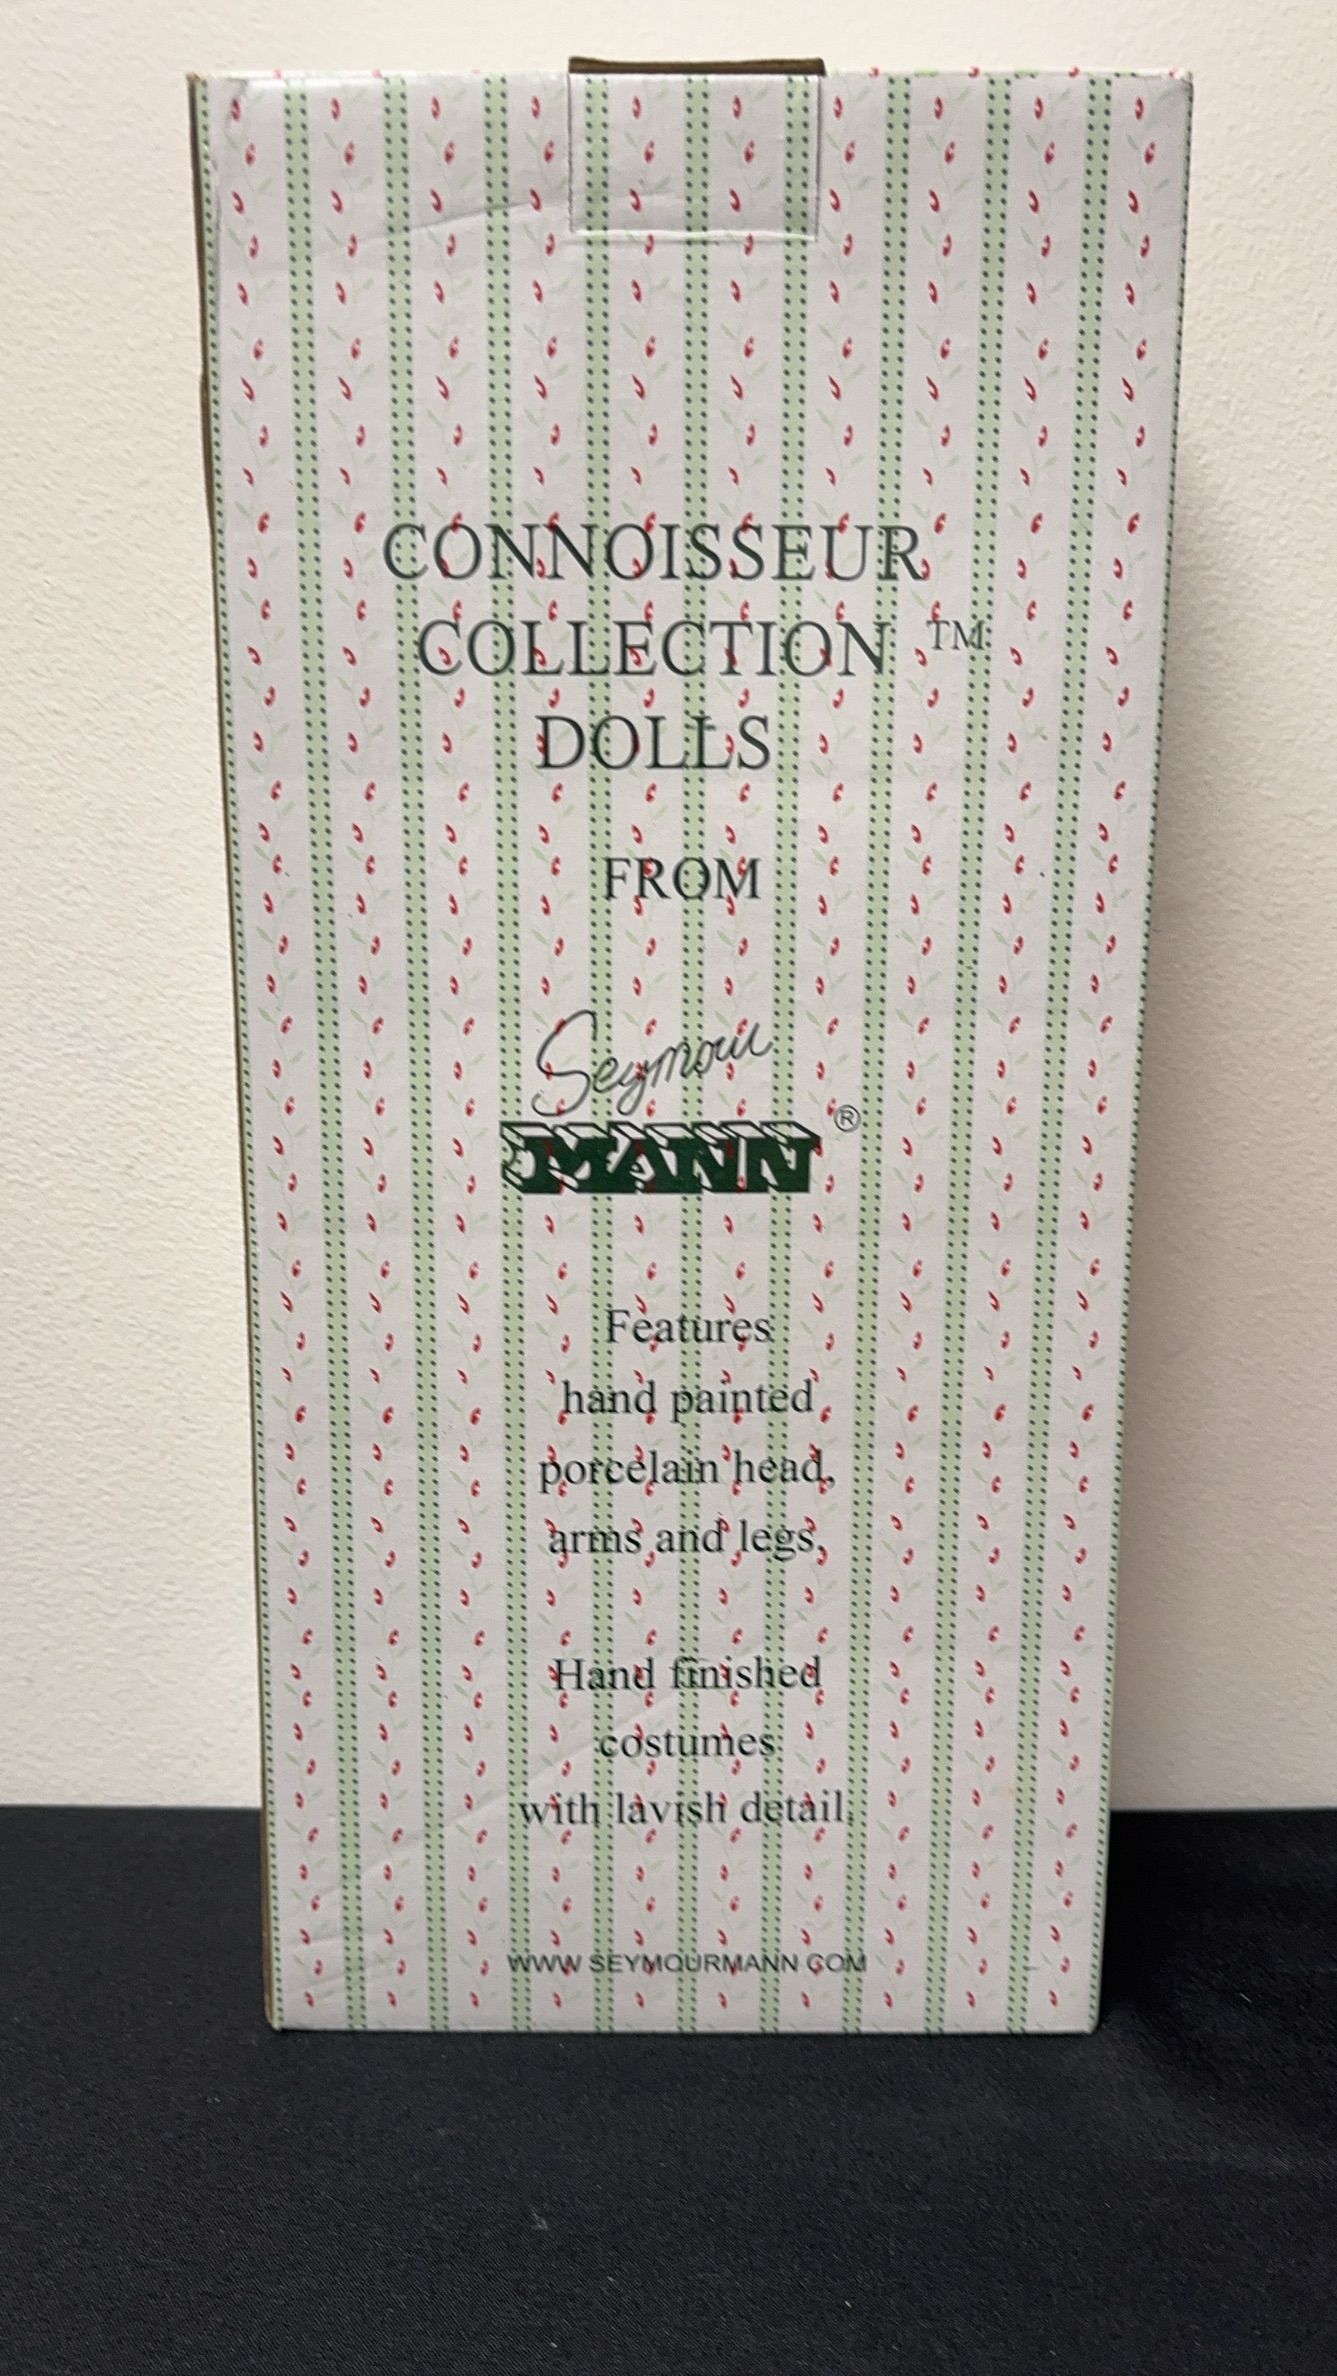 CONNOISSEUR
COLLECTION ™
DOLLS
FROM
Seymour
MANN ®
Features
hand painted
porcelain head,
arms and legs,
Hand finished
costumes
with lavish detail.
WWW.SEYMOURMANN.COM